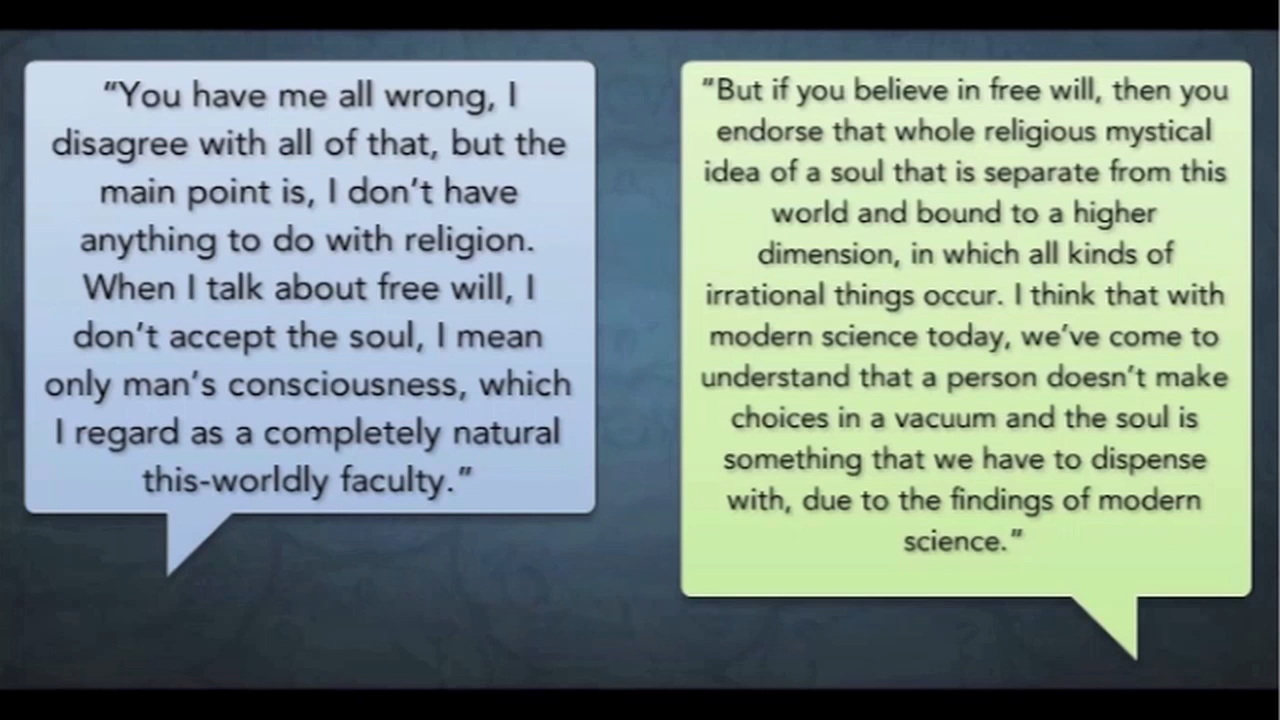 “You have me all wrong, I
disagree with all of that, but the
main point is, I don’t have
anything to do with religion.
When I talk about free will, I
don’t accept the soul, I mean
only man’s consciousness, which
I regard as a completely natural
this-worldly faculty.”
“But if you believe in free will, then you
endorse that whole religious mystical
idea of a soul that is separate from this
world and bound to a higher
dimension, in which all kinds of
irrational things occur. I think that with
modern science today, we’ve come to
understand that a person doesn’t make
choices in a vacuum and the soul is
something that we have to dispense
with, due to the findings of modern
science.”